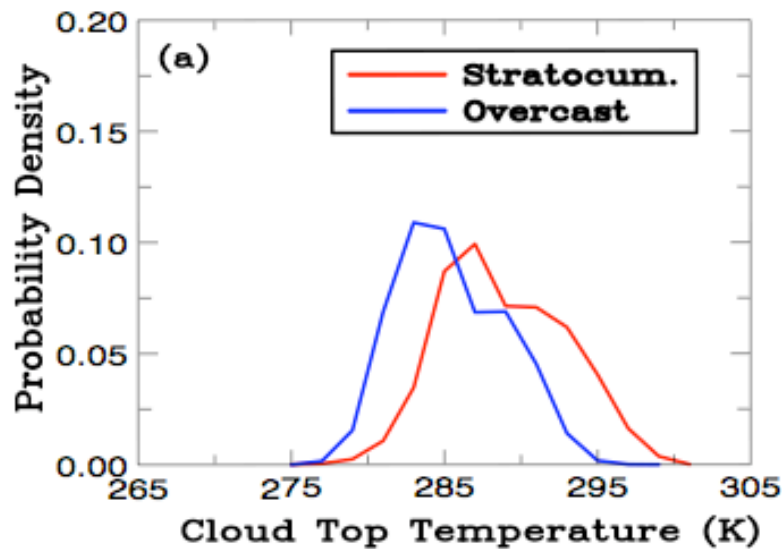 0.20
(a)
Stratocum.
Overcast
0.15
0.10
0.05
0.00
Probability Density
265 275 285 295 305
Cloud Top Temperature (K)